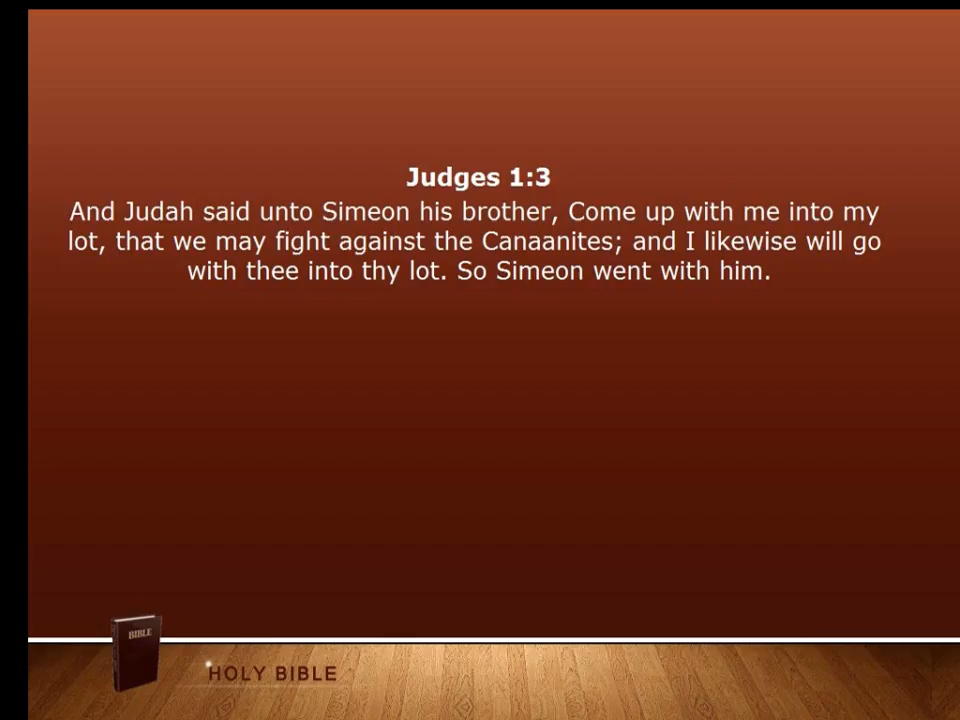 Judges 1:3
And Judah said unto Simeon his brother, Come up with me into my
lot, that we may fight against the Canaanites; and I likewise will go
with thee into thy lot. So Simeon went with him.
BIBLE
HOLY BIBLE